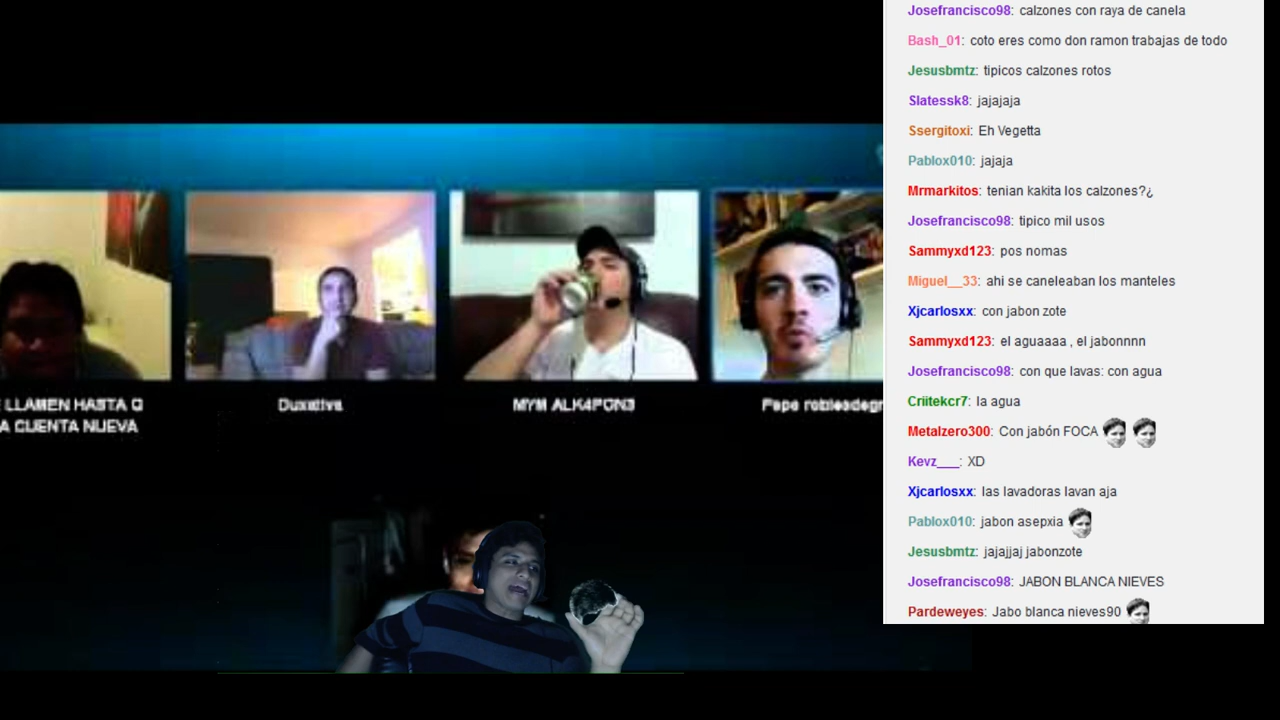 LLAMEN HASTA Q
A CUENTA NUEVA
Duxativa
MYM ALK4PON3
Pepe roblesdegr
Josefrancisco98: calzones con raya de canela
Bash_01: coto eres como don ramon trabajas de todo
Jesusbmtz: tipicos calzones rotos
Slatessk8: jajajaja
Ssergitoxi: Eh Vegetta
Pablox010: jajaja
Mrmarkitos: tenian kakita los calzones?¿
Josefrancisco98: tipico mil usos
Sammyxd123: pos nomas
Miguel__33: ahi se caneleaban los manteles
Xjcarlosxx: con jabon zote
Sammyxd123: el aguaaaa , el jabonnnn
Josefrancisco98: con que lavas: con agua
Criitekcr7: la agua
Metalzero300: Con jabón FOCA
Kevz___: XD
Xjcarlosxx: las lavadoras lavan aja
Pablox010: jabon asepxia
Jesusbmtz: jajajjaj jabonzote
Josefrancisco98: JABON BLANCA NIEVES
Pardeweyes: Jabo blanca nieves90